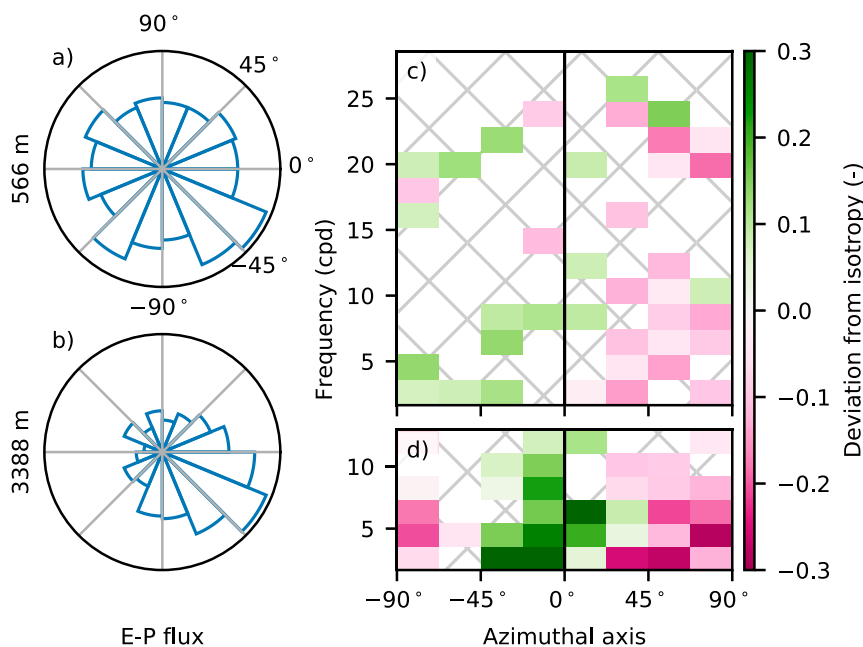 a)
90°
45°
0°
−45°
−90°
566 m
b)
3388 m
E-P flux
c)
25
20
15
10
5
Frequency (cpd)
d)
10
5
−90° −45° 0° 45° 90°
Azimuthal axis
0.3
0.2
0.1
0.0
−0.1
−0.2
−0.3
Deviation from isotropy (-)